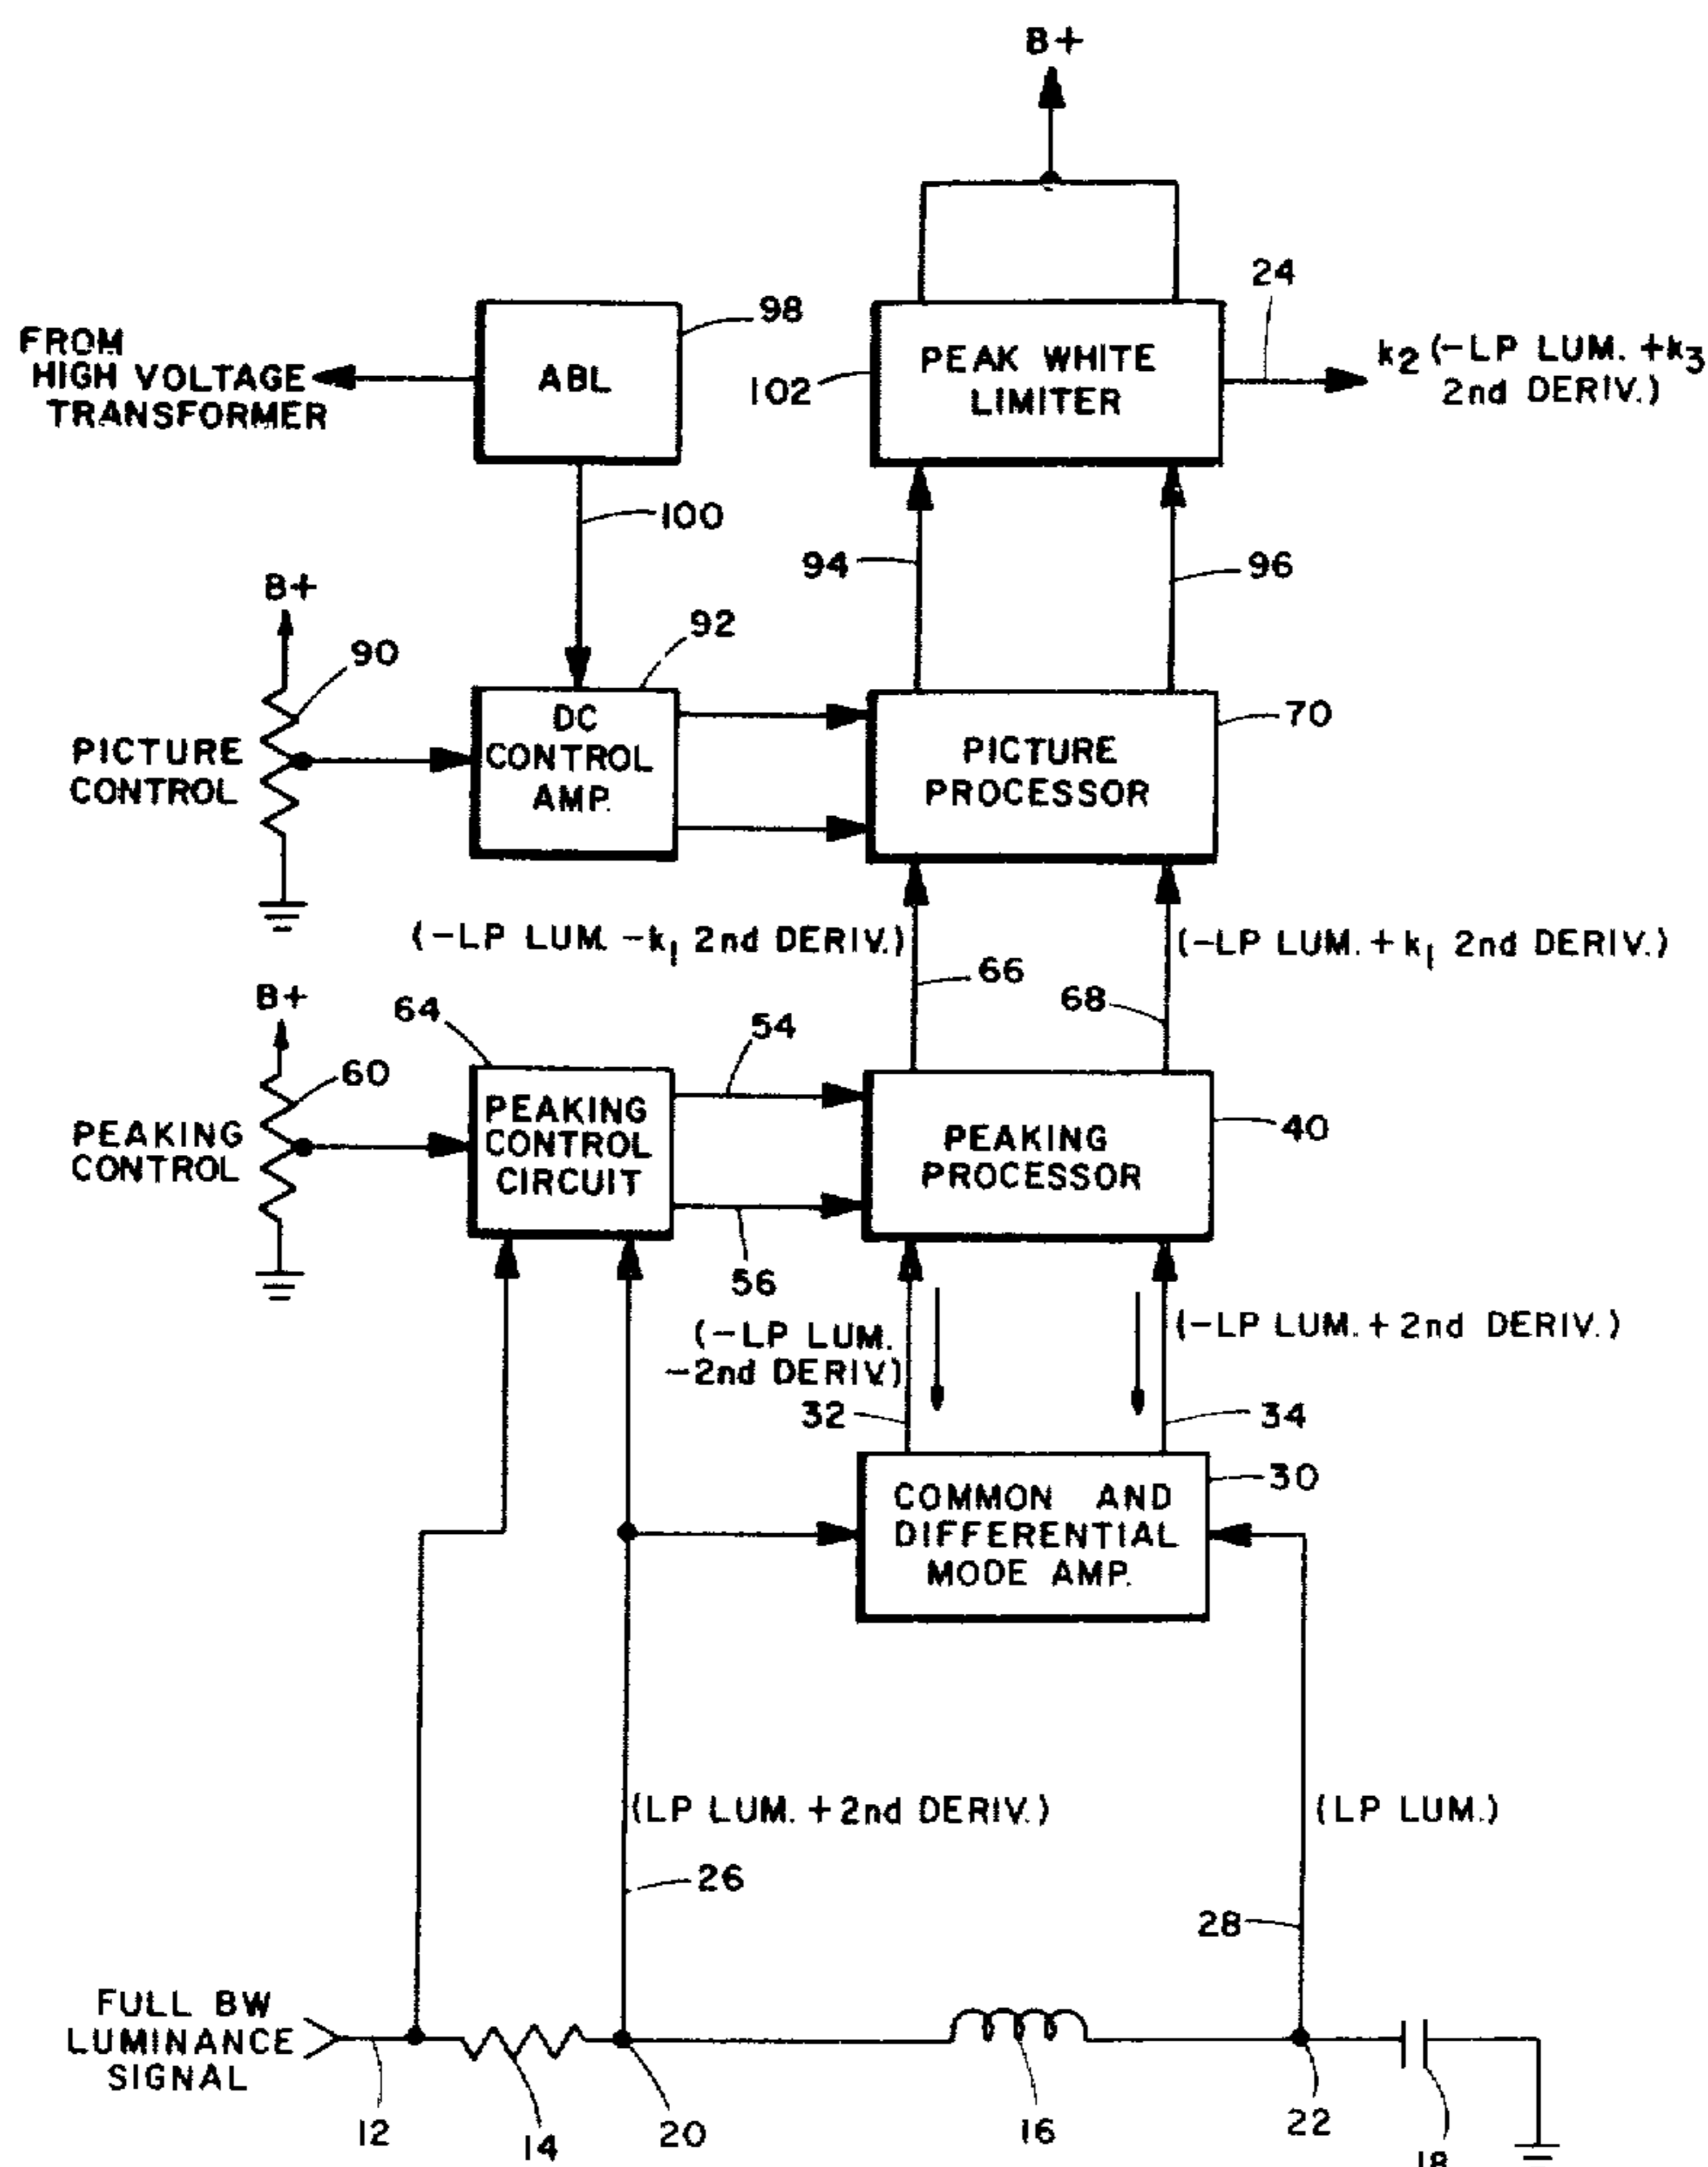 B+
24
98
FROM
HIGH VOLTAGE
TRANSFORMER
ABL
102
PEAK WHITE
LIMITER
k2 (-LP LUM. +k3
2nd DERIV.)
100
94
96
B+
90
92
70
PICTURE
CONTROL
DC
CONTROL
AMP.
PICTURE
PROCESSOR
(-LP LUM. -k1 2nd DERIV.)
(-LP LUM. + k1 2nd DERIV.)
66
68
B+
64
54
60
PEAKING
CONTROL
PEAKING
CONTROL
CIRCUIT
PEAKING
PROCESSOR
40
56
(-LP LUM.
-2nd DERIV.)
(-LP LUM. + 2nd DERIV.)
32
34
30
COMMON AND
DIFFERENTIAL
MODE AMP.
(LP LUM. + 2nd DERIV.)
(LP LUM.)
26
28
FULL BW
LUMINANCE
SIGNAL
12
14
20
16
22
18